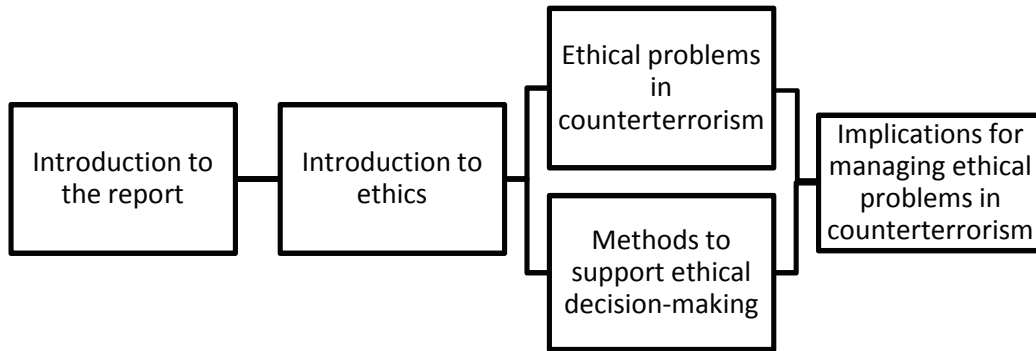 Introduction to
the report
Introduction to
ethics
Ethical problems
in
counterterrorism
Methods to
support ethical
decision-making
Implications for
managing ethical
problems in
counterterrorism